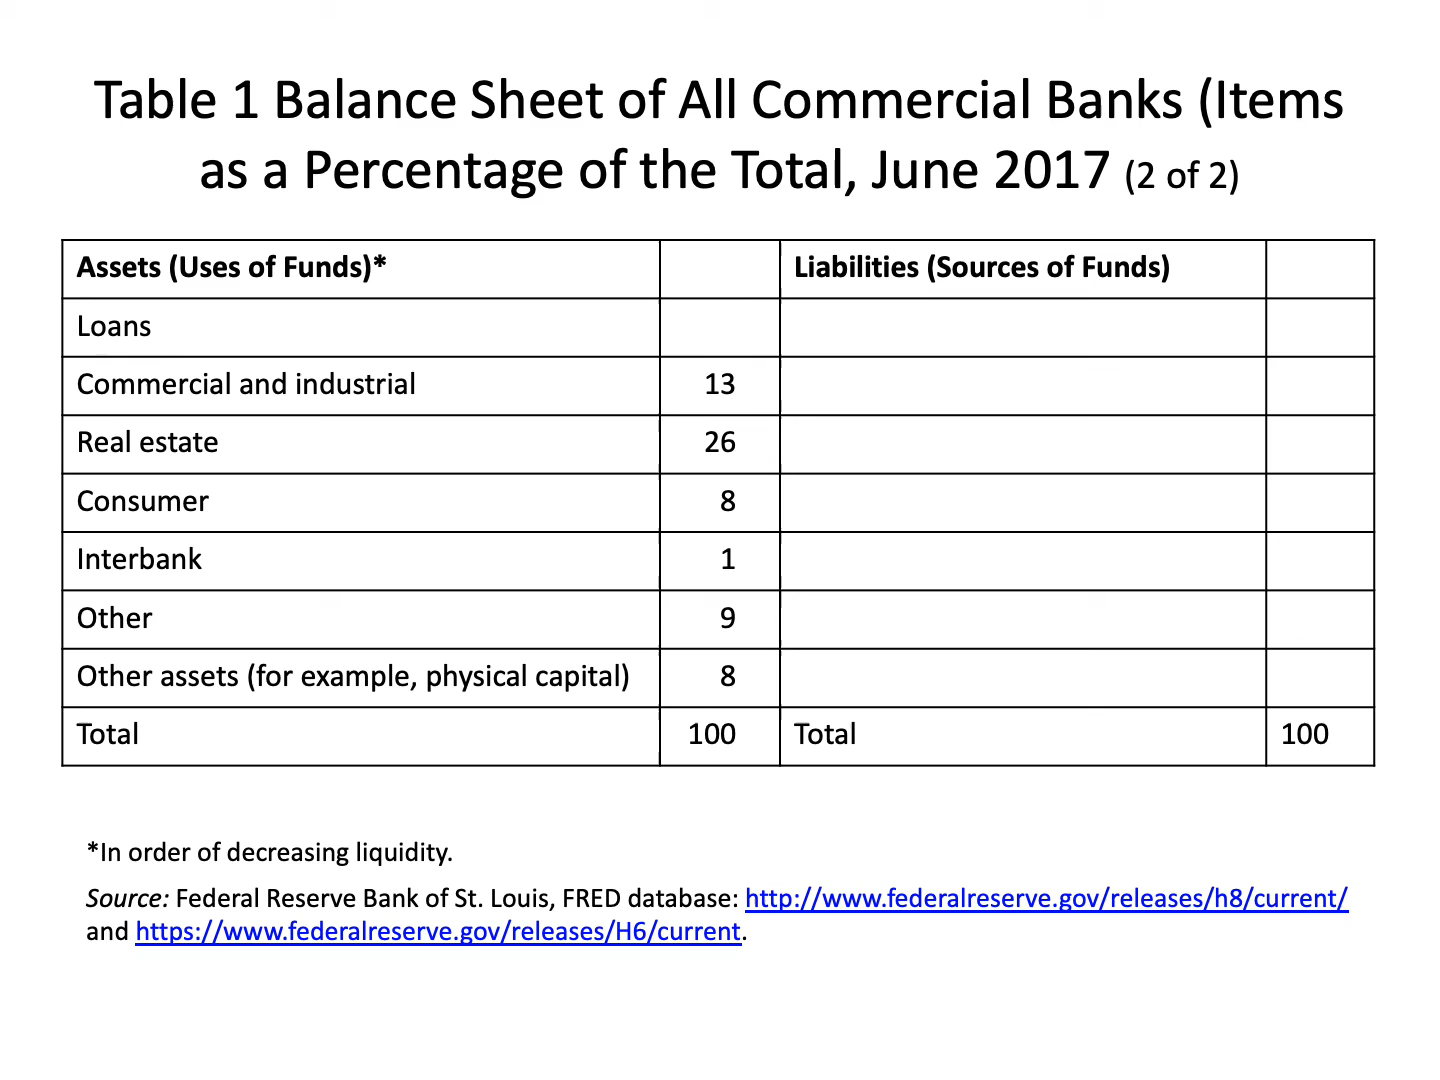 Table 1 Balance Sheet of All Commercial Banks (Items
as a Percentage of the Total, June 2017 (2 of 2)
Assets (Uses of Funds)* Liabilities (Sources of Funds)
Loans
Commercial and industrial 13
Real estate 26
Consumer 8
Interbank 1
Other 9
Other assets (for example, physical capital) 8
Total 100 Total 100
*In order of decreasing liquidity.
Source: Federal Reserve Bank of St. Louis, FRED database: http://www.federalreserve.gov/releases/h8/current/
and https://www.federalreserve.gov/releases/H6/current.